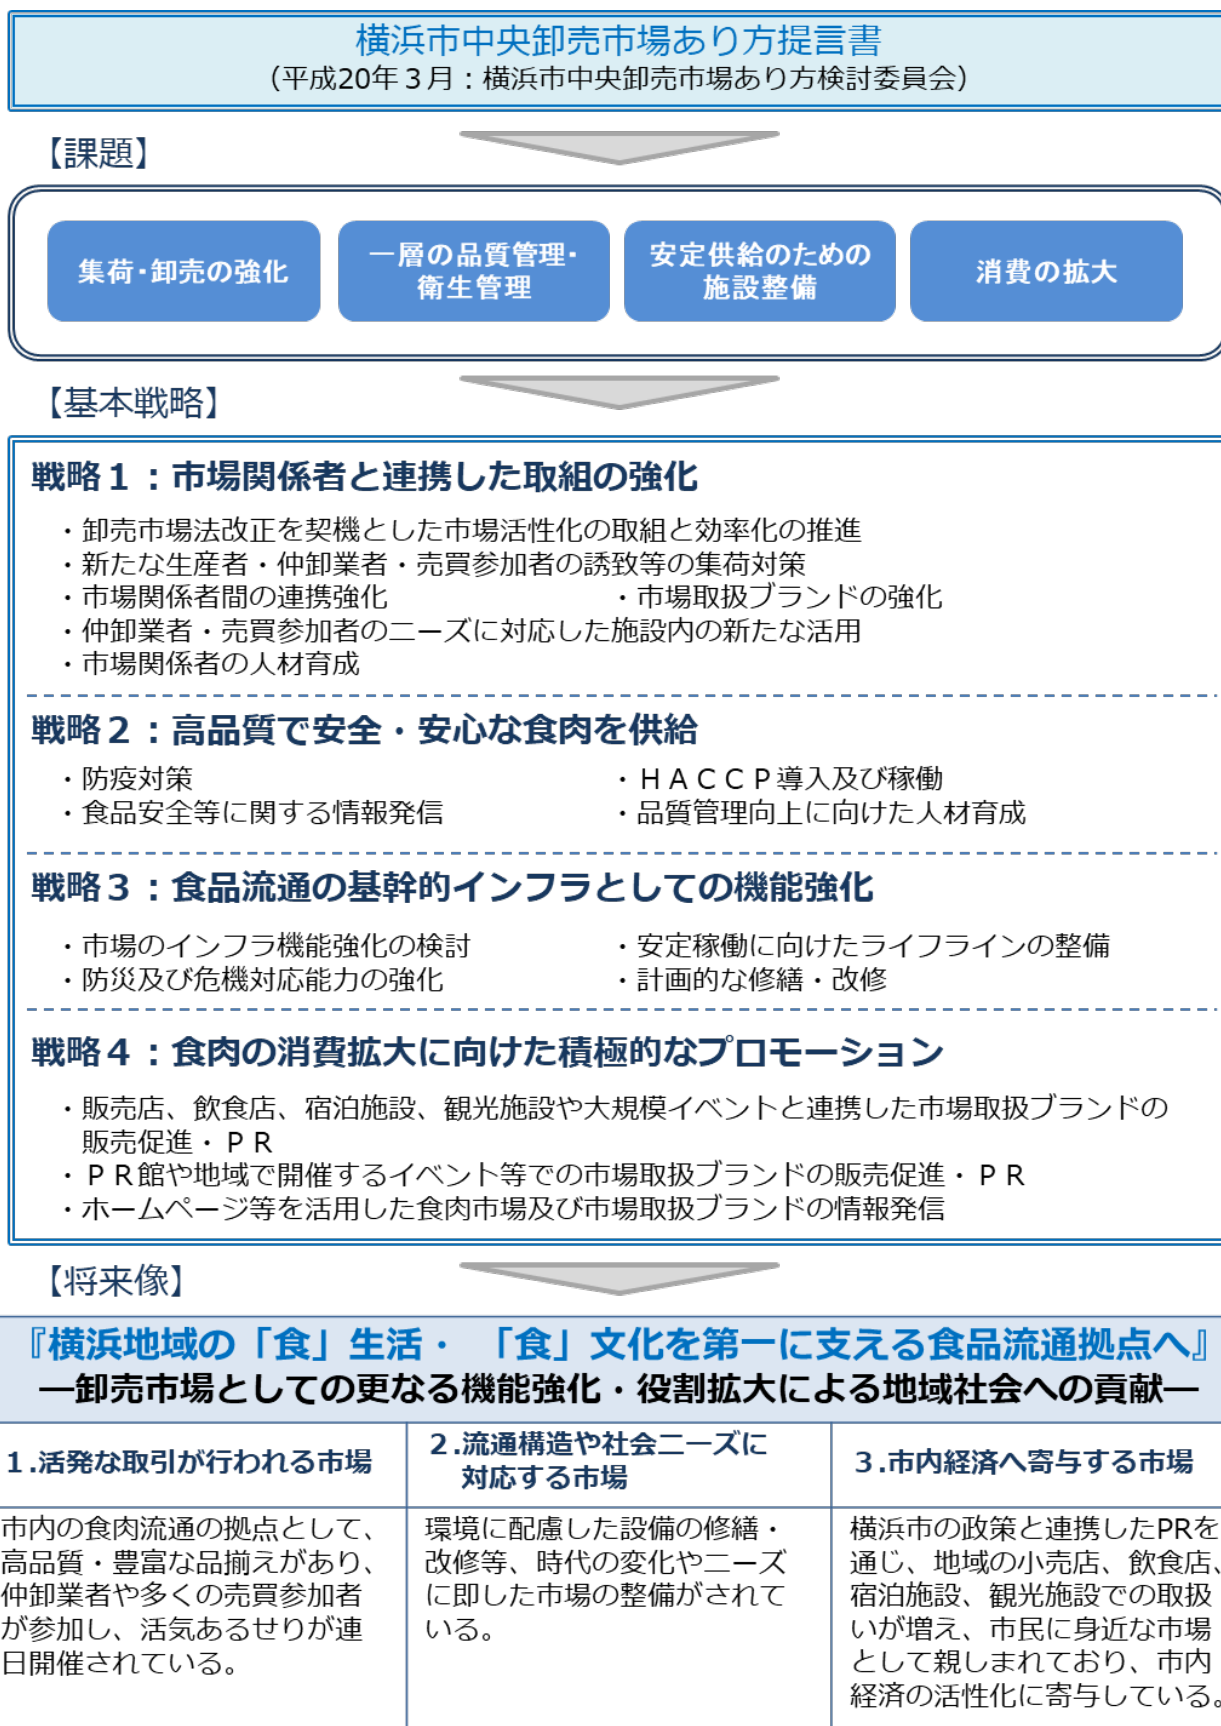 横浜市中央卸売市場あり方提言書
（平成20年３月：横浜市中央卸売市場あり方検討委員会）
【課題】
集荷・卸売の強化
一層の品質管理・
衛生管理
安定供給のための
施設整備
消費の拡大
【基本戦略】
戦略１：市場関係者と連携した取組の強化
・卸売市場法改正を契機とした市場活性化の取組と効率化の推進
・新たな生産者・仲卸業者・売買参加者の誘致等の集荷対策
・市場関係者間の連携強化　・市場取扱ブランドの強化
・仲卸業者・売買参加者のニーズに対応した施設内の新たな活用
・市場関係者の人材育成
戦略２：高品質で安全・安心な食肉を供給
・防疫対策　・ＨＡＣＣＰ導入及び稼働
・食品安全等に関する情報発信　・品質管理向上に向けた人材育成
戦略３：食品流通の基幹的インフラとしての機能強化
・市場のインフラ機能強化の検討　・安定稼働に向けたライフラインの整備
・防災及び危機対応能力の強化　・計画的な修繕・改修
戦略４：食肉の消費拡大に向けた積極的なプロモーション
・販売店、飲食店、宿泊施設、観光施設や大規模イベントと連携した市場取扱ブランドの
販売促進・ＰＲ
・ＰＲ館や地域で開催するイベント等での市場取扱ブランドの販売促進・ＰＲ
・ホームページ等を活用した食肉市場及び市場取扱ブランドの情報発信
【将来像】
『横浜地域の「食」生活・　「食」文化を第一に支える食品流通拠点へ』
―卸売市場としての更なる機能強化・役割拡大による地域社会への貢献―
１.活発な取引が行われる市場
市内の食肉流通の拠点として、
高品質・豊富な品揃えがあり、
仲卸業者や多くの売買参加者
が参加し、活気あるせりが連
日開催されている。
２.流通構造や社会ニーズに
対応する市場
環境に配慮した設備の修繕・
改修等、時代の変化やニーズ
に即した市場の整備がされて
いる。
３.市内経済へ寄与する市場
横浜市の政策と連携したPRを
通じ、地域の小売店、飲食店、
宿泊施設、観光施設での取扱
いが増え、市民に身近な市場
として親しまれており、市内
経済の活性化に寄与している。